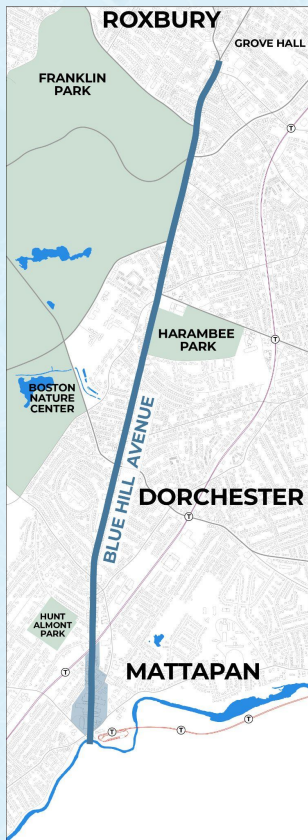 ROXBURY
GROVE HALL
FRANKLIN
PARK
T
HARAMBEE
PARK
T
BOSTON
NATURE
CENTER
BLUE HILL AVENUE
DORCHESTER
T
HUNT
ALMONT
PARK
MATTAPAN
T
T
T
T